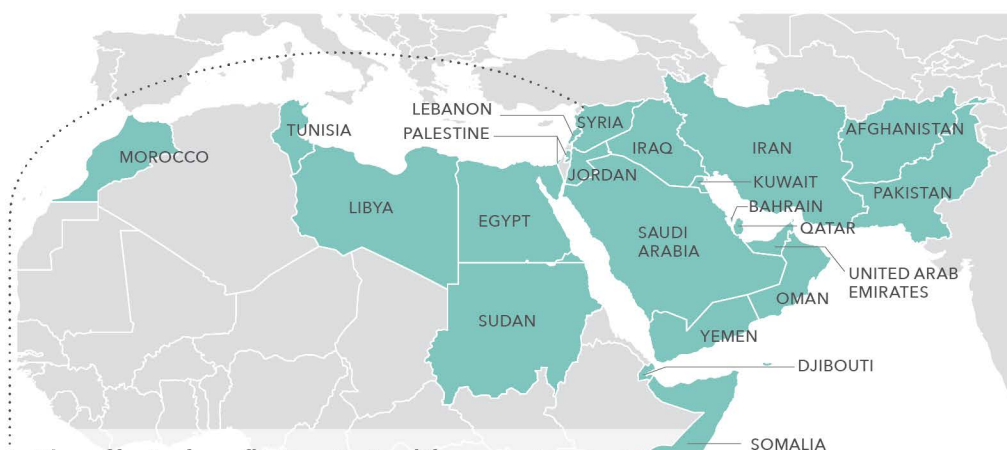 LEBANON
SYRIA
TUNISIA
PALESTINE
AFGHANISTAN
MOROCCO
IRAQ
IRAN
JORDAN
KUWAIT
PAKISTAN
LIBYA
BAHRAIN
EGYPT
QATAR
SAUDI
ARABIA
UNITED ARAB
EMIRATES
OMAN
SUDAN
YEMEN
DJIBOUTI
SOMALIA